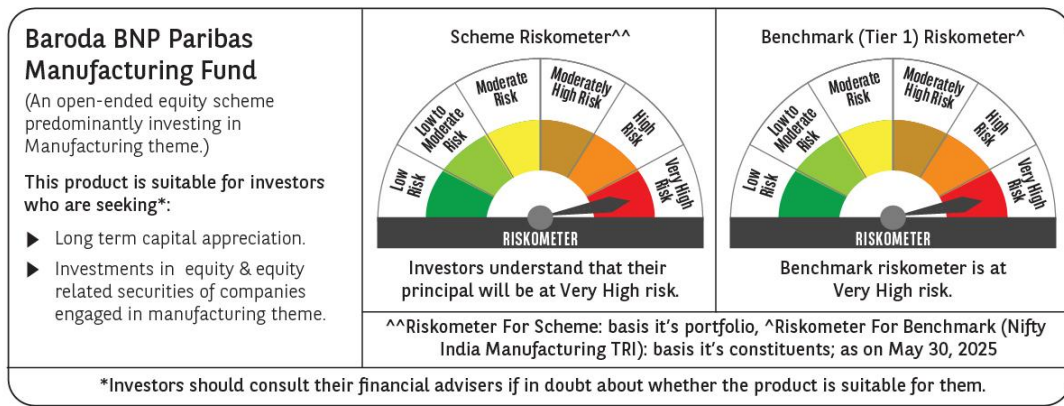 Baroda BNP Paribas
Manufacturing Fund
(An open-ended equity scheme
predominantly investing in
Manufacturing theme.)
This product is suitable for investors
who are seeking*:
▶ Long term capital appreciation.
▶ Investments in equity & equity
related securities of companies
engaged in manufacturing theme.
Scheme Riskometer^^
Low
Risk
Low to
Moderate
Risk
Moderate
Risk
Moderately
High Risk
High
Risk
Very High
Risk
RISKOMETER
Investors understand that their
principal will be at Very High risk.
Benchmark (Tier 1) Riskometer^
Low
Risk
Low to
Moderate
Risk
Moderate
Risk
Moderately
High Risk
High
Risk
Very High
Risk
RISKOMETER
Benchmark riskometer is at
Very High risk.
^^Riskometer For Scheme: basis it's portfolio, ^Riskometer For Benchmark (Nifty
India Manufacturing TRI): basis it's constituents; as on May 30, 2025
*Investors should consult their financial advisers if in doubt about whether the product is suitable for them.